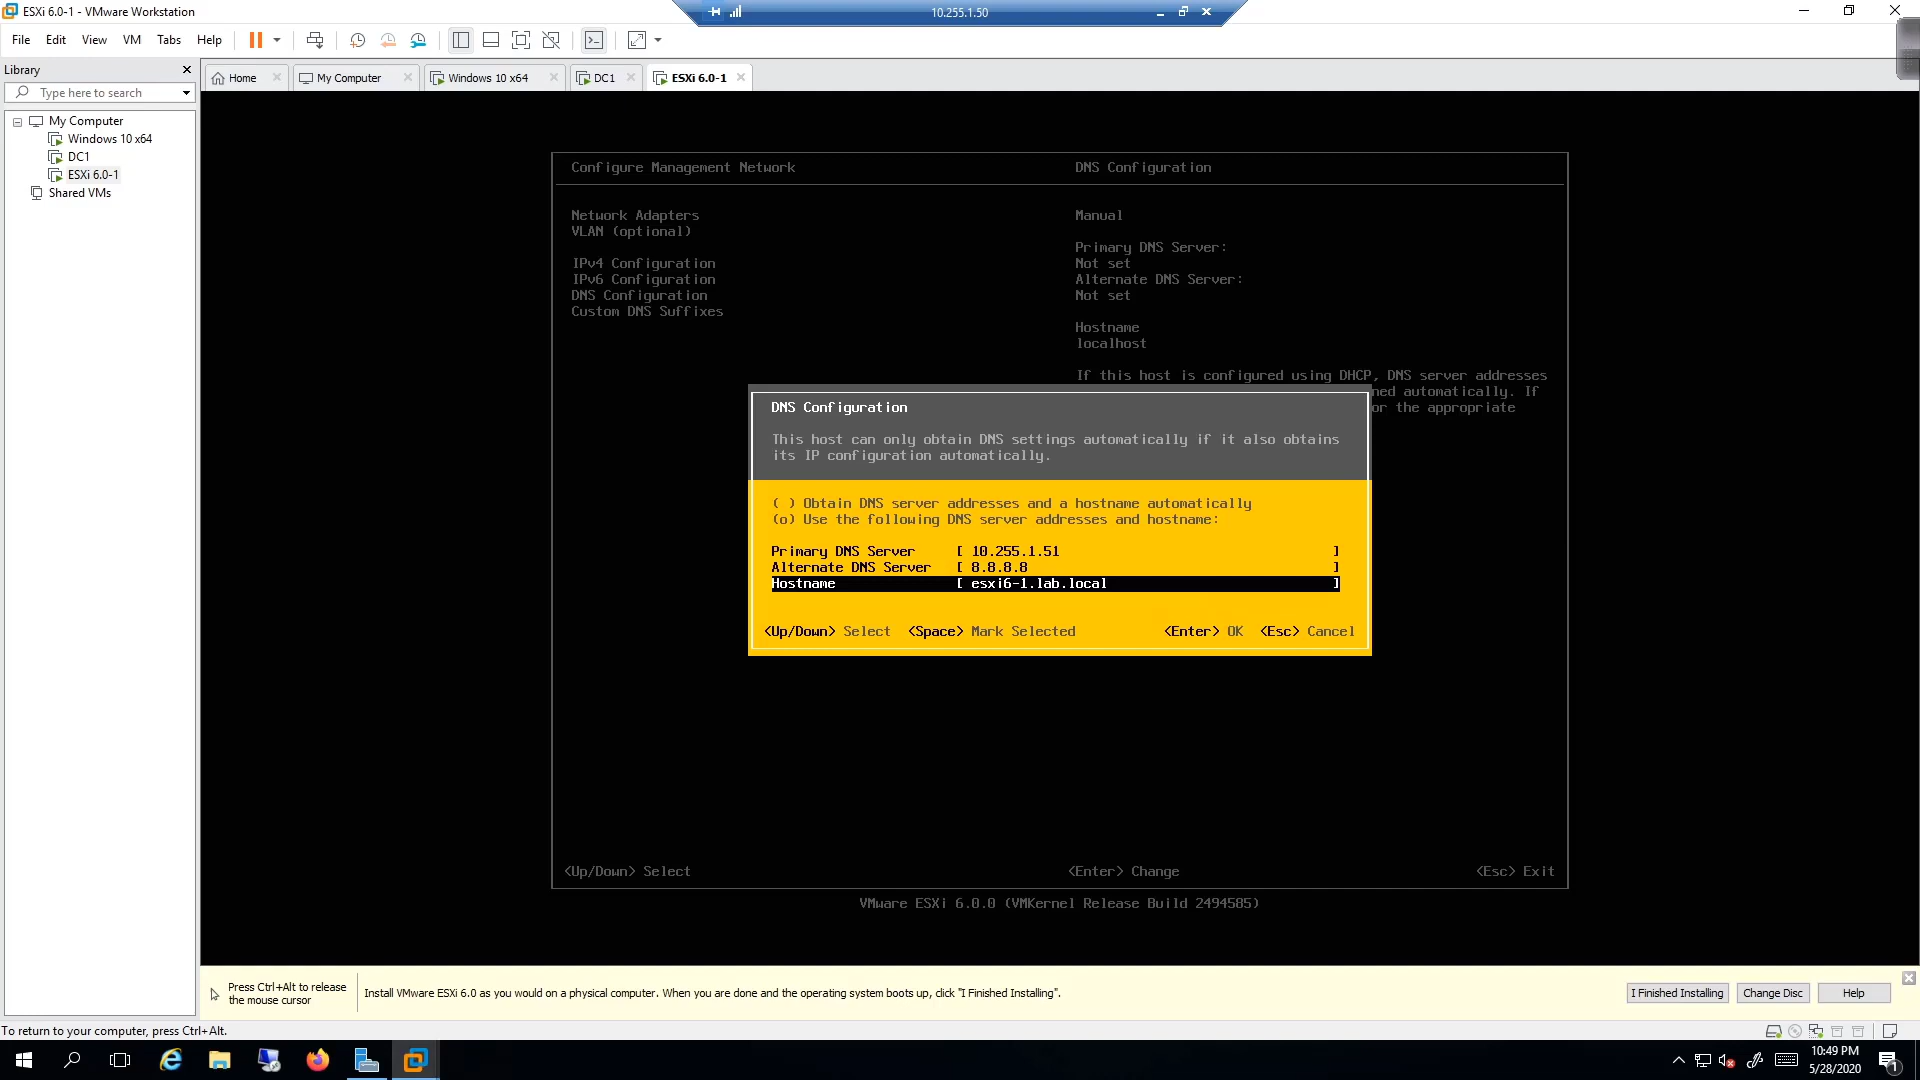 ESXi 6.0-1 - VMware Workstation
10.255.1.50
File Edit View VM Tabs Help
Library
Type here to search
My Computer
Windows 10 x64
DC1
ESXi 6.0-1
Shared VMs
Home My Computer Windows 10 x64 DC1 ESXi 6.0-1
Configure Management Network DNS Configuration
Network Adapters
VLAN (optional)
IPv4 Configuration
IPv6 Configuration
DNS Configuration
Custom DNS Suffixes
Manual
Primary DNS Server:
Not set
Alternate DNS Server:
Not set
Hostname
localhost
If this host is configured using DHCP, DNS server addresses
ned automatically. If
or the appropriate
DNS Configuration
This host can only obtain DNS settings automatically if it also obtains
its IP configuration automatically.
( ) Obtain DNS server addresses and a hostname automatically
(o) Use the following DNS server addresses and hostname:
Primary DNS Server [ 10.255.1.51 ]
Alternate DNS Server [ 8.8.8.8 ]
Hostname [ esxi6-1.lab.local ]
<Up/Down> Select <Space> Mark Selected <Enter> OK <Esc> Cancel
<Up/Down> Select <Enter> Change <Esc> Exit
VMware ESXi 6.0.0 (VMKernel Release Build 2494585)
Press Ctrl+Alt to release
the mouse cursor
Install VMware ESXi 6.0 as you would on a physical computer. When you are done and the operating system boots up, click "I Finished Installing".
I Finished Installing Change Disc Help
To return to your computer, press Ctrl+Alt.
10:49 PM
5/28/2020
1